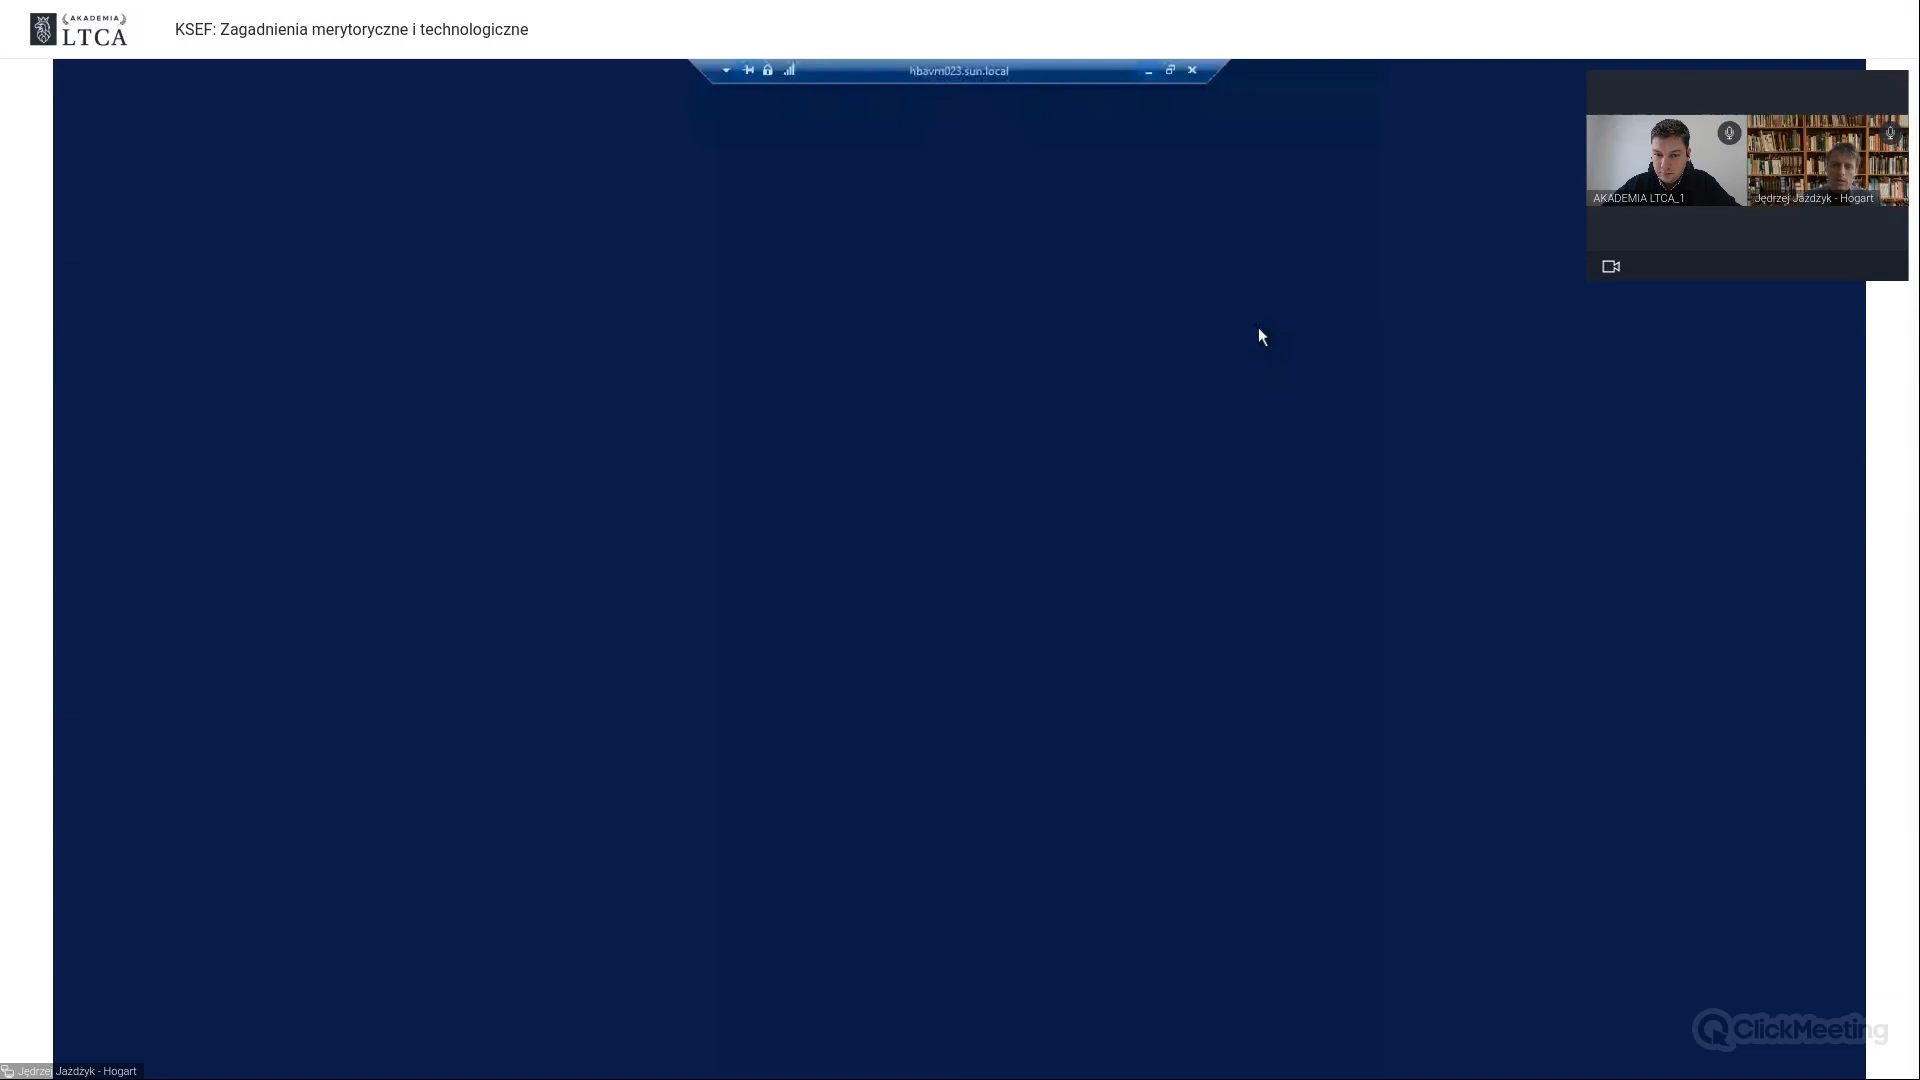 AKADEMIA
LTCA
KSEF: Zagadnienia merytoryczne i technologiczne
hbavm023.sun.local
AKADEMIA LTCA_1
Jędrzej Jażdżyk - Hogart
ClickMeeting
Jędrzej Jażdżyk - Hogart